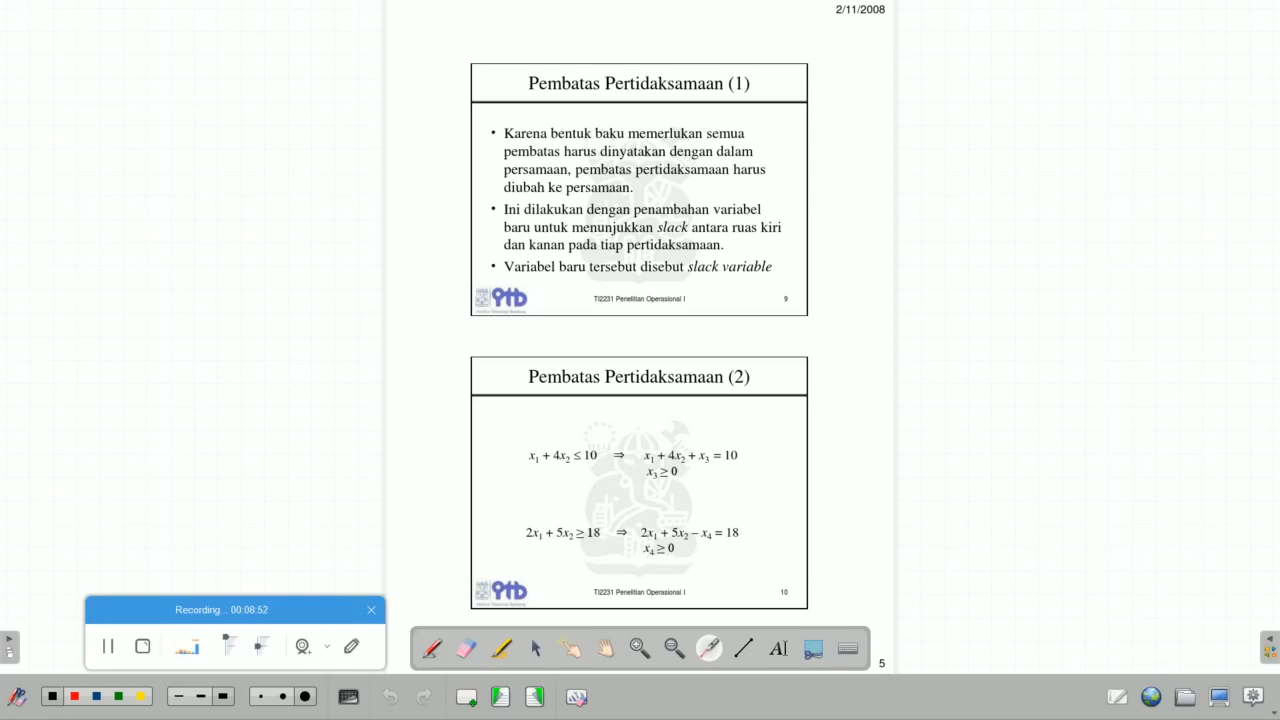 2/11/2008
Pembatas Pertidaksamaan (1)
• Karena bentuk baku memerlukan semua
pembatas harus dinyatakan dengan dalam
persamaan, pembatas pertidaksamaan harus
diubah ke persamaan.
• Ini dilakukan dengan penambahan variabel
baru untuk menunjukkan slack antara ruas kiri
dan kanan pada tiap pertidaksamaan.
• Variabel baru tersebut disebut slack variable
TI2231 Penelitian Operasional I 9
Pembatas Pertidaksamaan (2)
x₁ + 4x₂ ≤ 10 ⇒ x₁ + 4x₂ + x₃ = 10
x₃ ≥ 0
2x₁ + 5x₂ ≥ 18 ⇒ 2x₁ + 5x₂ – x₄ = 18
x₄ ≥ 0
TI2231 Penelitian Operasional I 10
Recording... 00:08:52
5